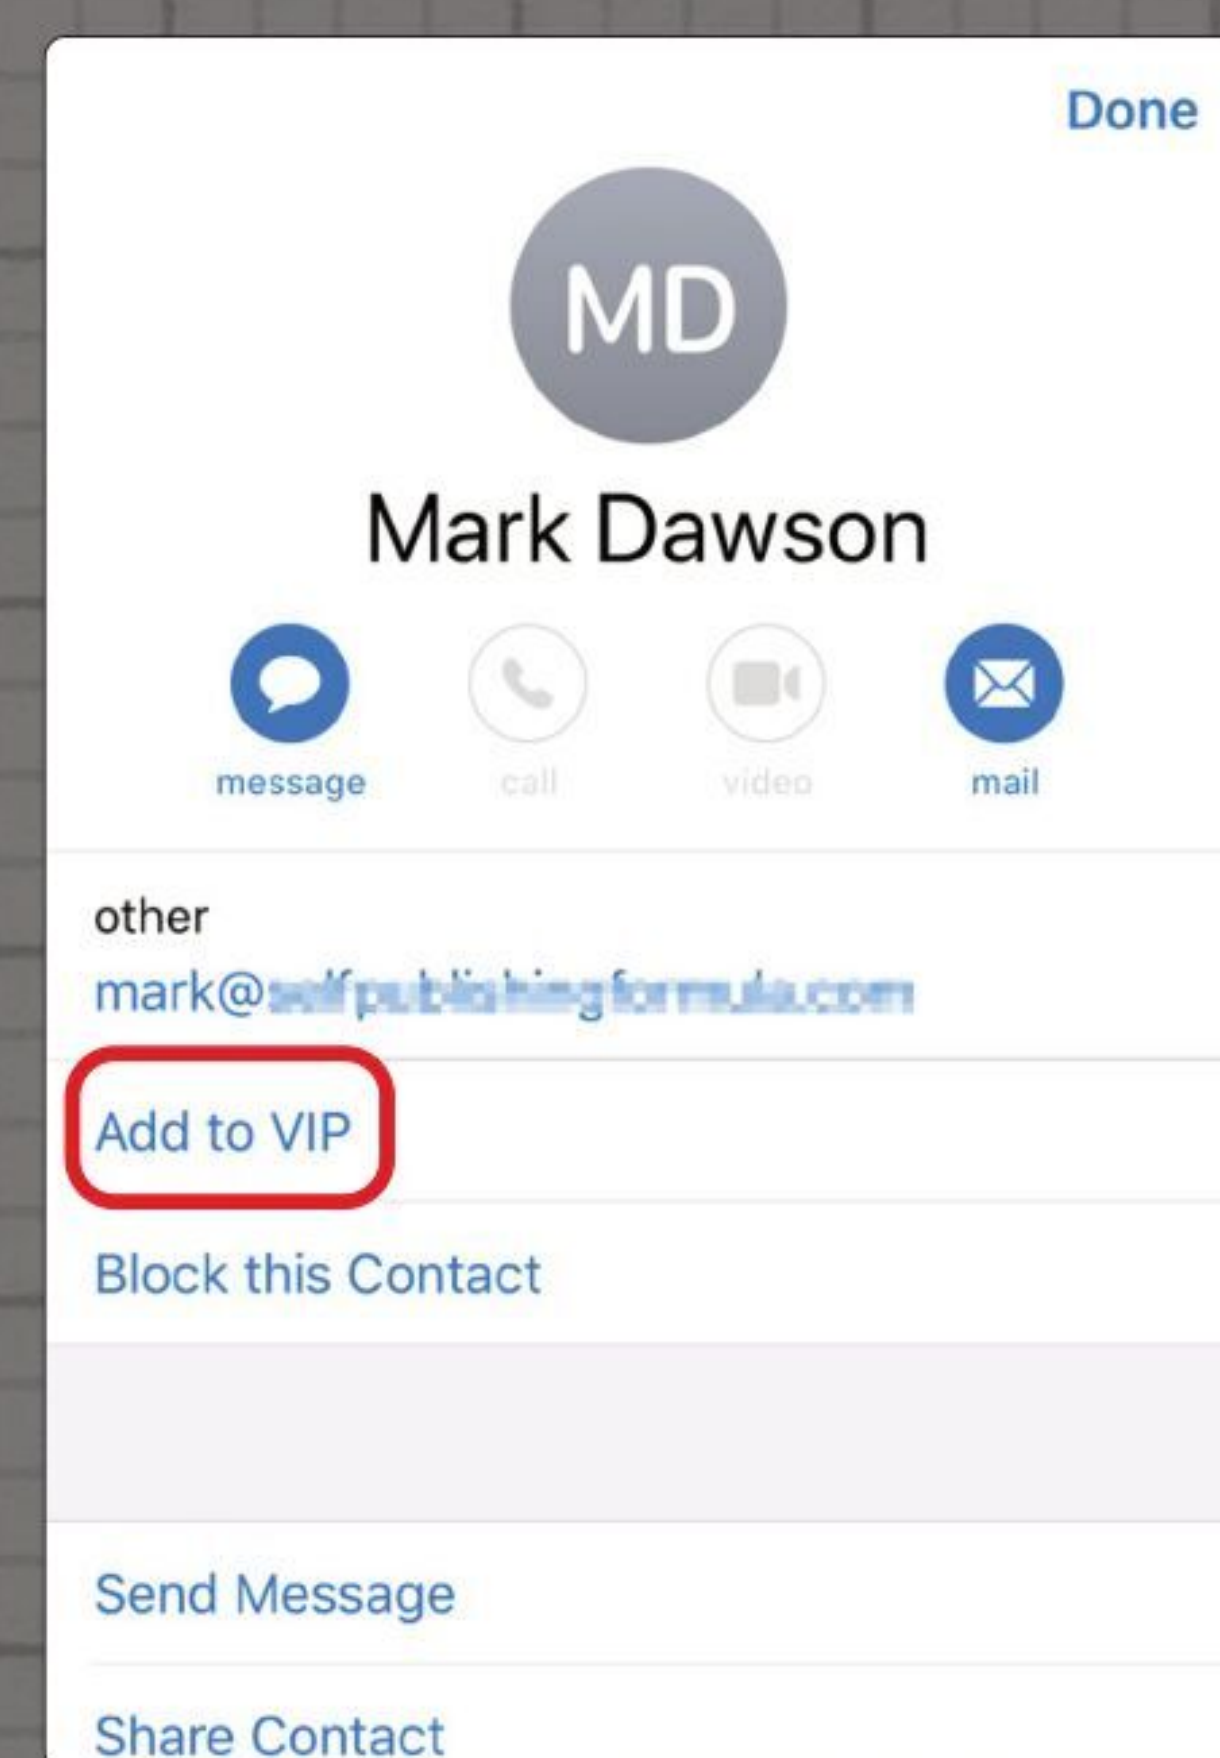 Done
MD
Mark Dawson
message call video mail
other
mark@
Add to VIP
Block this Contact
Send Message
Share Contact